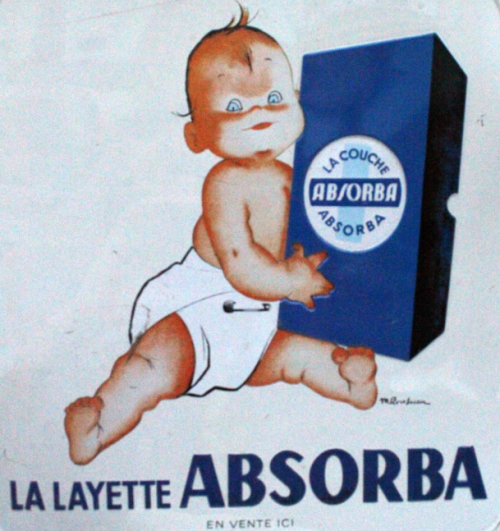 LA COUCHE
ABSORBA
ABSORBA
LA LAYETTE ABSORBA
EN VENTE ICI